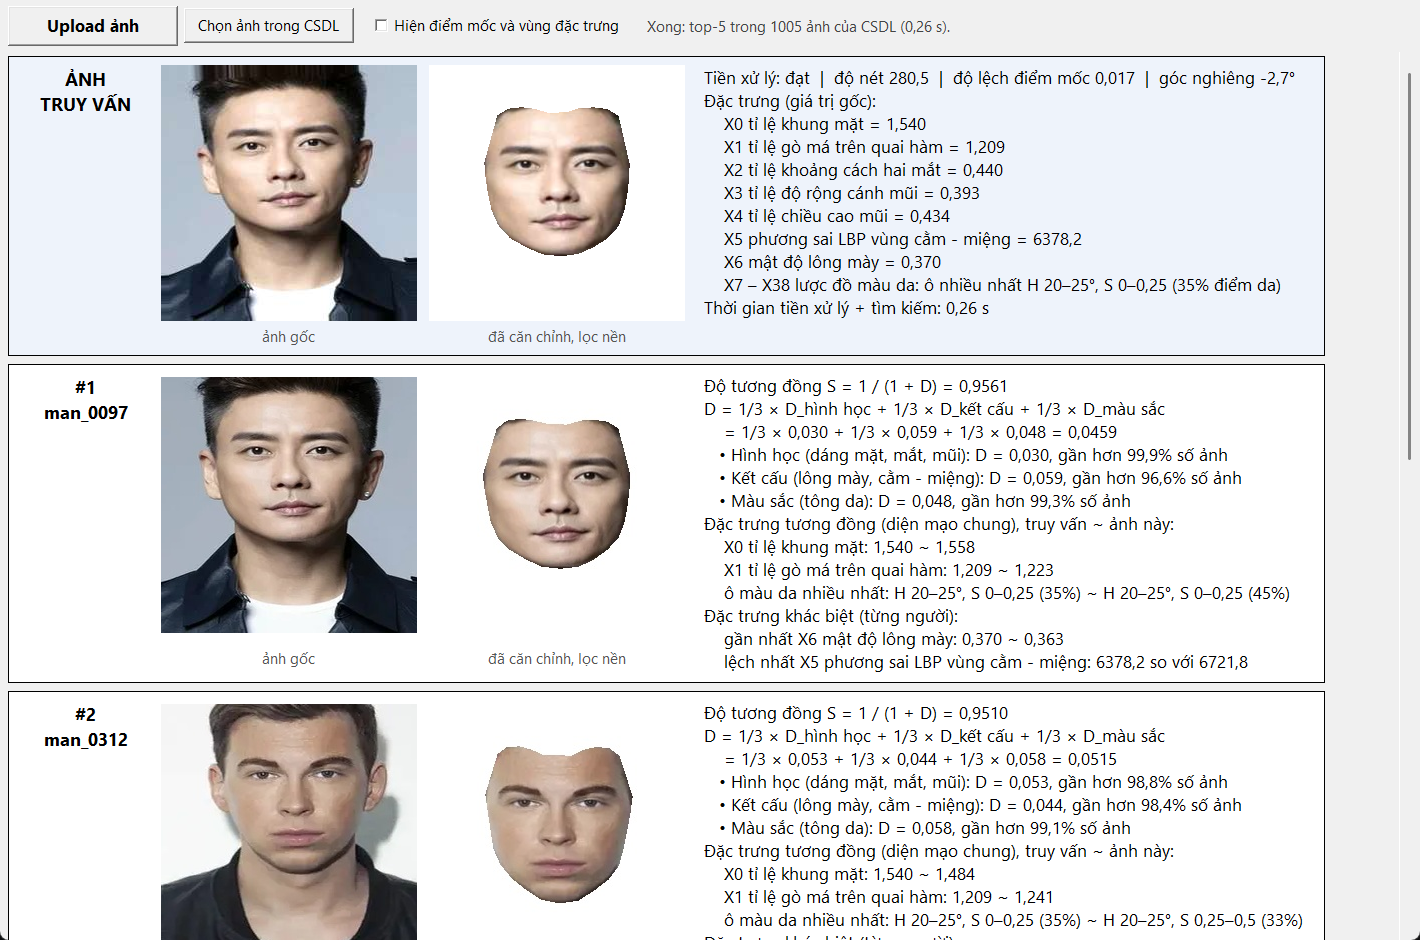 Upload ảnh
Chọn ảnh trong CSDL
Hiện điểm mốc và vùng đặc trưng
Xong: top-5 trong 1005 ảnh của CSDL (0,26 s).
ẢNH
TRUY VẤN
ảnh gốc
đã căn chỉnh, lọc nền
Tiền xử lý: đạt | độ nét 280,5 | độ lệch điểm mốc 0,017 | góc nghiêng -2,7°
Đặc trưng (giá trị gốc):
X0 tỉ lệ khung mặt = 1,540
X1 tỉ lệ gò má trên quai hàm = 1,209
X2 tỉ lệ khoảng cách hai mắt = 0,440
X3 tỉ lệ độ rộng cánh mũi = 0,393
X4 tỉ lệ chiều cao mũi = 0,434
X5 phương sai LBP vùng cằm - miệng = 6378,2
X6 mật độ lông mày = 0,370
X7 – X38 lược đồ màu da: ô nhiều nhất H 20–25°, S 0–0,25 (35% điểm da)
Thời gian tiền xử lý + tìm kiếm: 0,26 s
#1
man_0097
ảnh gốc
đã căn chỉnh, lọc nền
Độ tương đồng S = 1 / (1 + D) = 0,9561
D = 1/3 × D_hình học + 1/3 × D_kết cấu + 1/3 × D_màu sắc
= 1/3 × 0,030 + 1/3 × 0,059 + 1/3 × 0,048 = 0,0459
• Hình học (dáng mặt, mắt, mũi): D = 0,030, gần hơn 99,9% số ảnh
• Kết cấu (lông mày, cằm - miệng): D = 0,059, gần hơn 96,6% số ảnh
• Màu sắc (tông da): D = 0,048, gần hơn 99,3% số ảnh
Đặc trưng tương đồng (diện mạo chung), truy vấn ~ ảnh này:
X0 tỉ lệ khung mặt: 1,540 ~ 1,558
X1 tỉ lệ gò má trên quai hàm: 1,209 ~ 1,223
ô màu da nhiều nhất: H 20–25°, S 0–0,25 (35%) ~ H 20–25°, S 0–0,25 (45%)
Đặc trưng khác biệt (từng người):
gần nhất X6 mật độ lông mày: 0,370 ~ 0,363
lệch nhất X5 phương sai LBP vùng cằm - miệng: 6378,2 so với 6721,8
#2
man_0312
Độ tương đồng S = 1 / (1 + D) = 0,9510
D = 1/3 × D_hình học + 1/3 × D_kết cấu + 1/3 × D_màu sắc
= 1/3 × 0,053 + 1/3 × 0,044 + 1/3 × 0,058 = 0,0515
• Hình học (dáng mặt, mắt, mũi): D = 0,053, gần hơn 98,8% số ảnh
• Kết cấu (lông mày, cằm - miệng): D = 0,044, gần hơn 98,4% số ảnh
• Màu sắc (tông da): D = 0,058, gần hơn 99,1% số ảnh
Đặc trưng tương đồng (diện mạo chung), truy vấn ~ ảnh này:
X0 tỉ lệ khung mặt: 1,540 ~ 1,484
X1 tỉ lệ gò má trên quai hàm: 1,209 ~ 1,241
ô màu da nhiều nhất: H 20–25°, S 0–0,25 (35%) ~ H 20–25°, S 0,25–0,5 (33%)